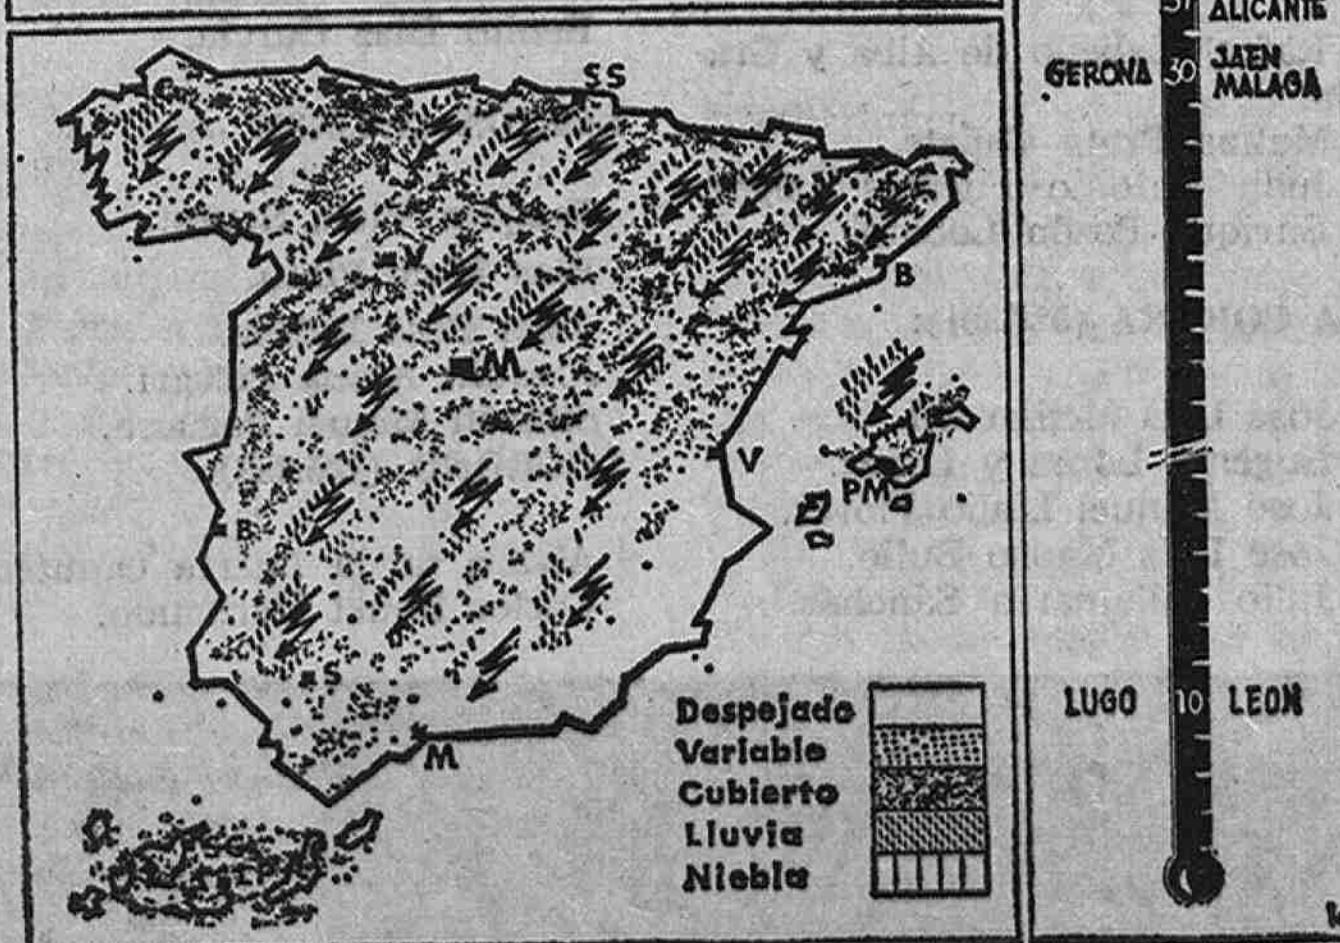 C
SS
V
B
M
V
PM
B
S
M
Despejado
Variable
Cubierto
Lluvia
Niebla
ALICANTE
GERONA 30 JAEN
MALAGA
LUGO 10 LEON